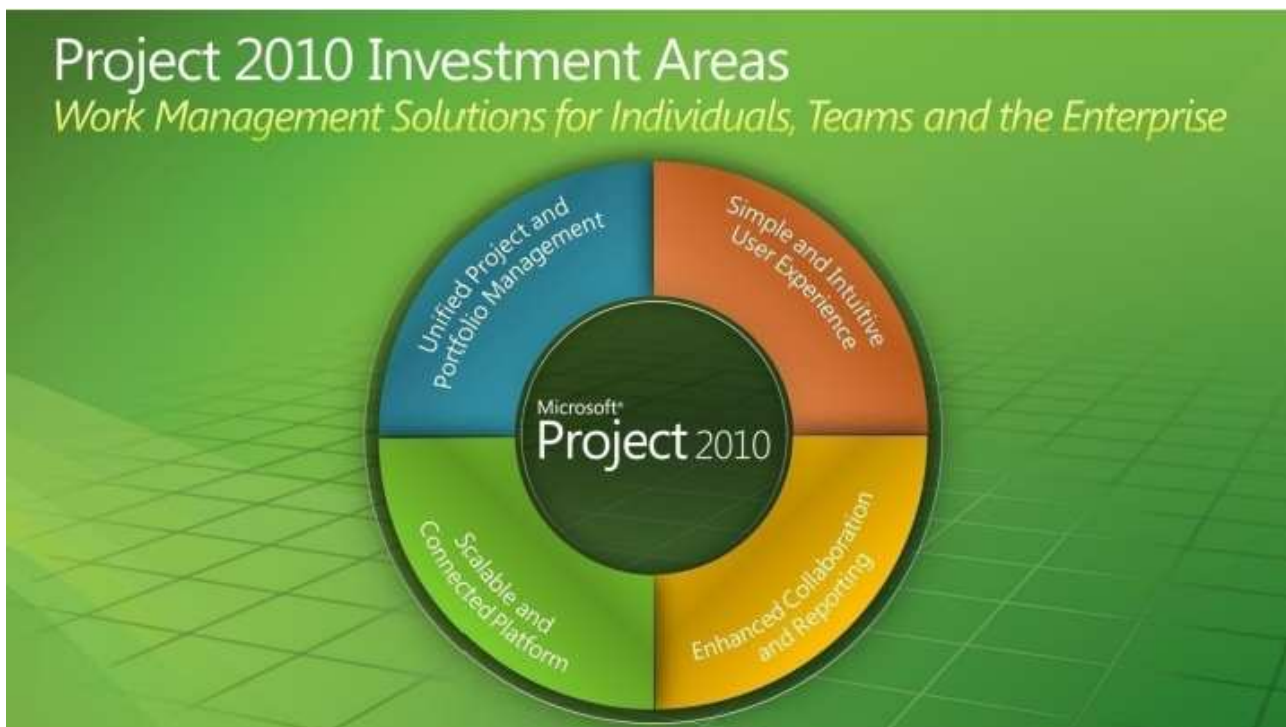 Project 2010 Investment Areas
Work Management Solutions for Individuals, Teams and the Enterprise
Unified Project and
Portfolio Management
Simple and Intuitive
User Experience
Microsoft®
Project 2010
Scalable and
Connected Platform
Enhanced Collaboration
and Reporting